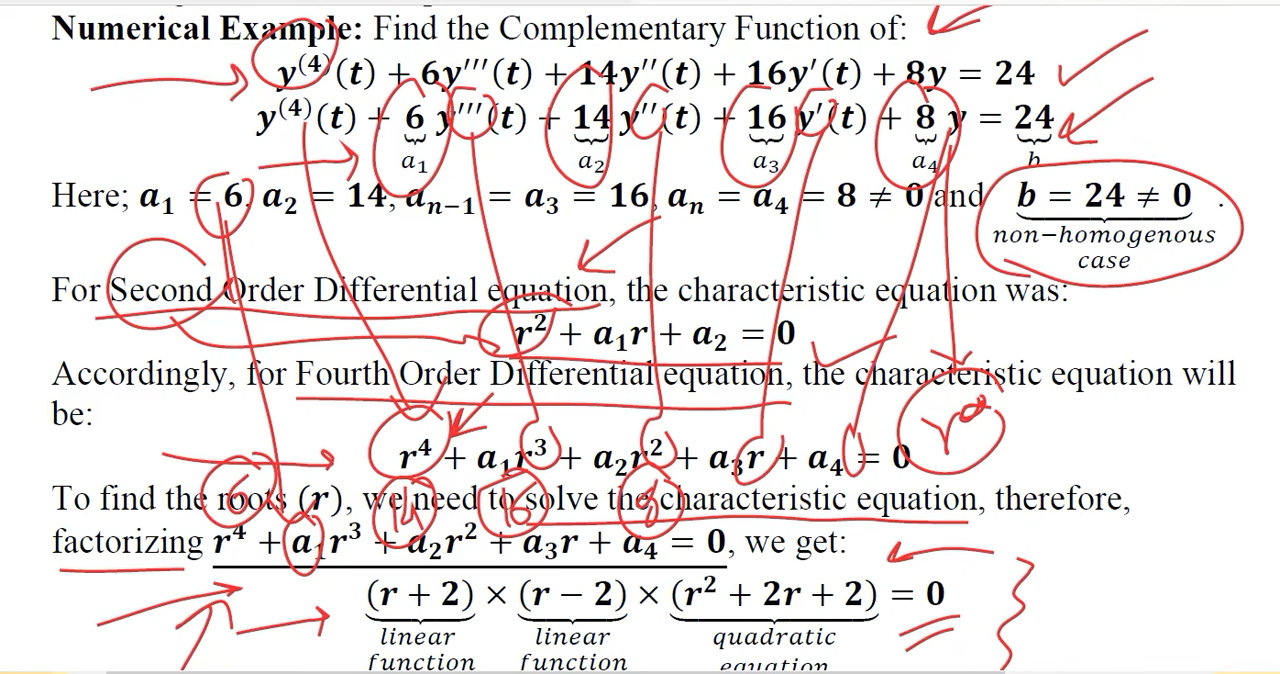 Numerical Example: Find the Complementary Function of:
y⁽⁴⁾(t) + 6y′′′(t) + 14y′′(t) + 16y′(t) + 8y = 24
y⁽⁴⁾(t) + 6 y′′′(t) + 14 y′′(t) + 16 y′(t) + 8 y = 24
a₁ a₂ a₃ a₄ b
Here; a₁ = 6, a₂ = 14, aₙ₋₁ = a₃ = 16, aₙ = a₄ = 8 ≠ 0 and b = 24 ≠ 0 .
non−homogenous
case
For Second Order Differential equation, the characteristic equation was:
r² + a₁r + a₂ = 0
Accordingly, for Fourth Order Differential equation, the characteristic equation will
be:
r⁴ + a₁r³ + a₂r² + a₃r + a₄ = 0
r⁰
6 14 16 8
To find the roots (r), we need to solve the characteristic equation, therefore,
factorizing r⁴ + a₁r³ + a₂r² + a₃r + a₄ = 0, we get:
(r + 2) × (r − 2) × (r² + 2r + 2) = 0
linear linear quadratic
function function equation